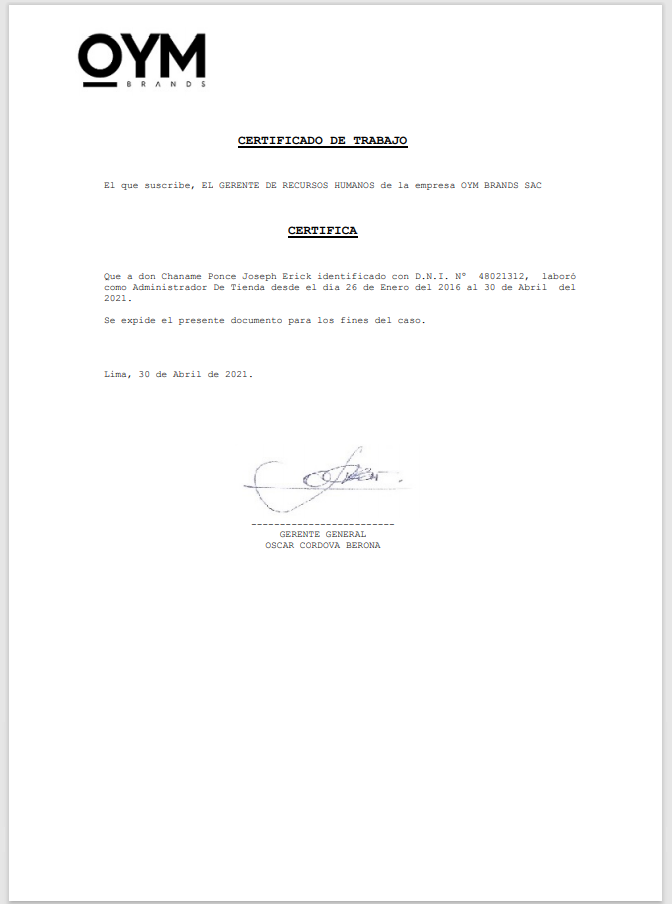 OYM
BRANDS
CERTIFICADO DE TRABAJO
El que suscribe, EL GERENTE DE RECURSOS HUMANOS de la empresa OYM BRANDS SAC
CERTIFICA
Que a don Chaname Ponce Joseph Erick identificado con D.N.I. Nº 48021312, laboró
como Administrador De Tienda desde el día 26 de Enero del 2016 al 30 de Abril del
2021.
Se expide el presente documento para los fines del caso.
Lima, 30 de Abril de 2021.
-------------------------
GERENTE GENERAL
OSCAR CORDOVA BERONA